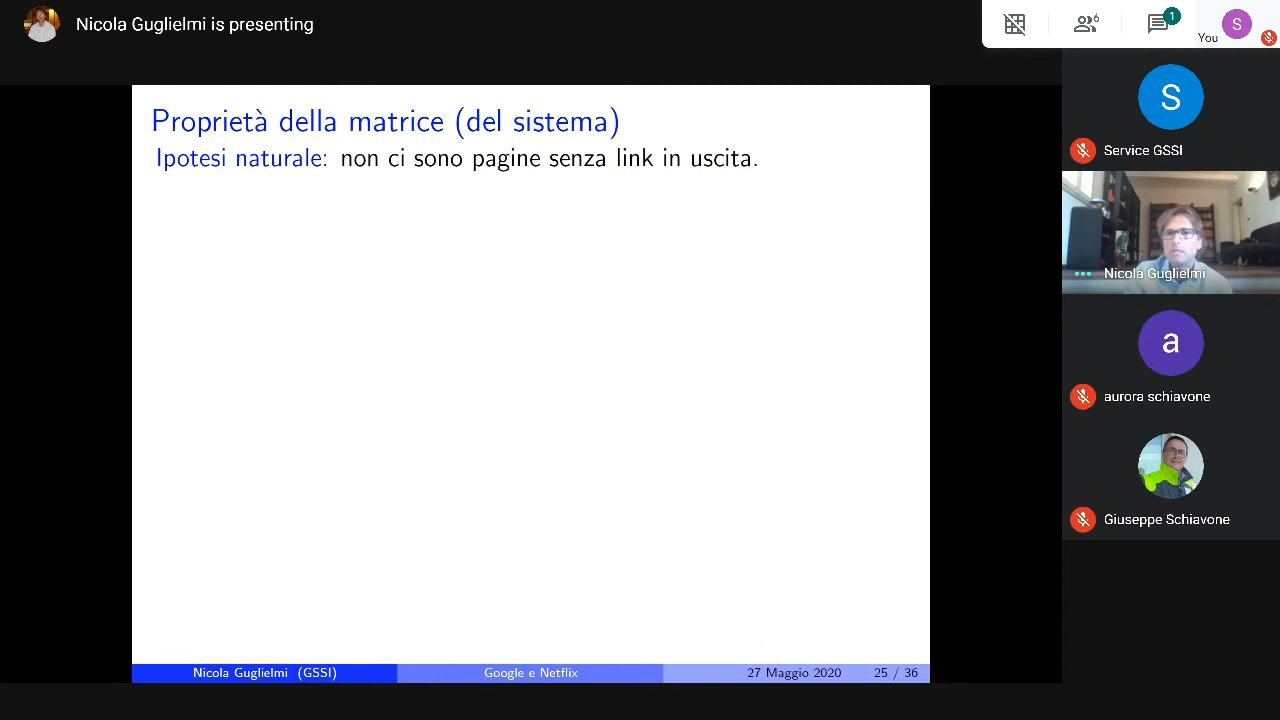 Nicola Guglielmi is presenting
6
1
You
S
S
Service GSSI
Nicola Guglielmi
a
aurora schiavone
Giuseppe Schiavone
Proprietà della matrice (del sistema)
Ipotesi naturale: non ci sono pagine senza link in uscita.
Nicola Guglielmi (GSSI) Google e Netflix 27 Maggio 2020 25 / 36